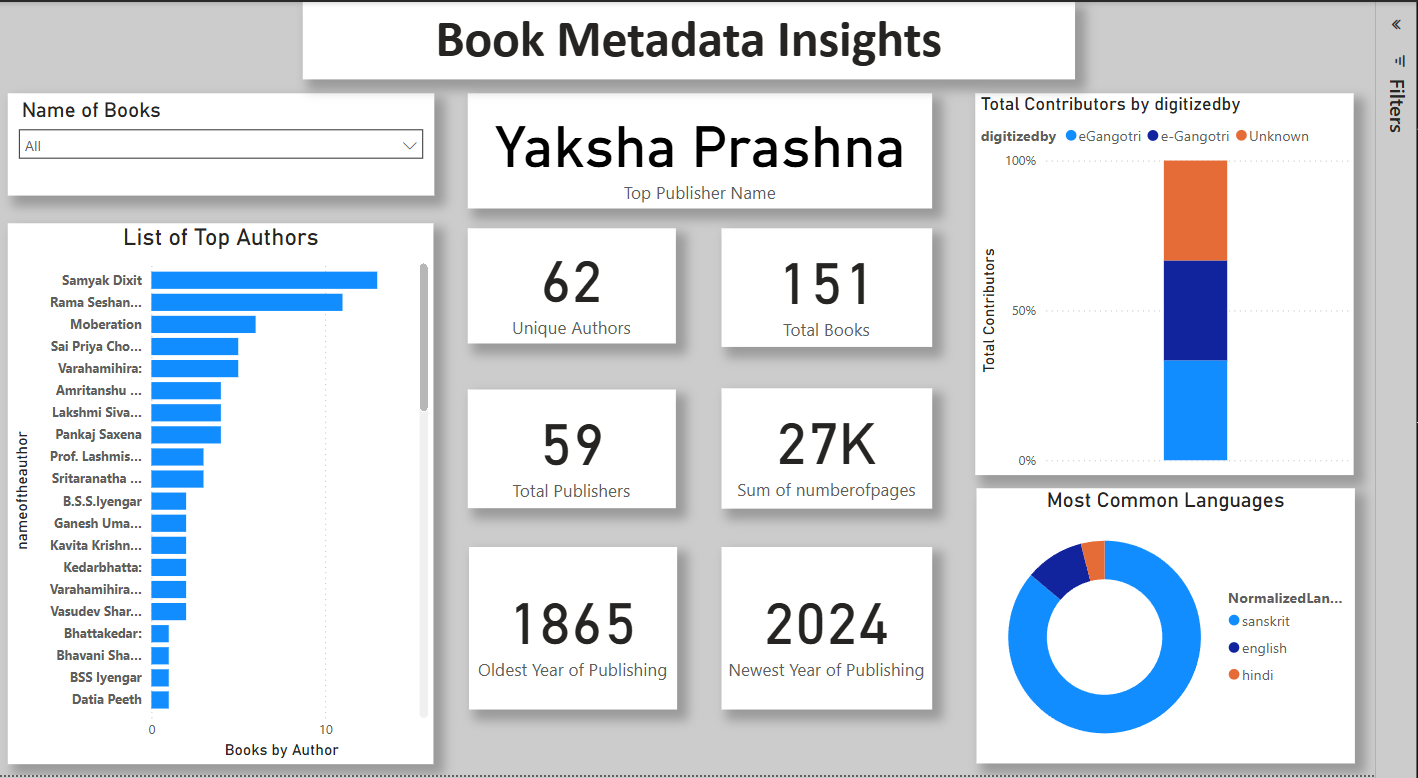 Book Metadata Insights
Filters
Name of Books
All
List of Top Authors
nameoftheauthor
Samyak Dixit
Rama Seshan...
Moberation
Sai Priya Cho...
Varahamihira:
Amritanshu ...
Lakshmi Siva...
Pankaj Saxena
Prof. Lashmis...
Sritaranatha ...
B.S.S.Iyengar
Ganesh Uma...
Kavita Krishn...
Kedarbhatta:
Varahamihira...
Vasudev Shar...
Bhattakedar:
Bhavani Sha...
BSS Iyengar
Datia Peeth
0 10
Books by Author
Yaksha Prashna
Top Publisher Name
62
Unique Authors
151
Total Books
59
Total Publishers
27K
Sum of numberofpages
1865
Oldest Year of Publishing
2024
Newest Year of Publishing
Total Contributors by digitizedby
digitizedby eGangotri e-Gangotri Unknown
Total Contributors
100%
50%
0%
Most Common Languages
NormalizedLan...
sanskrit
english
hindi